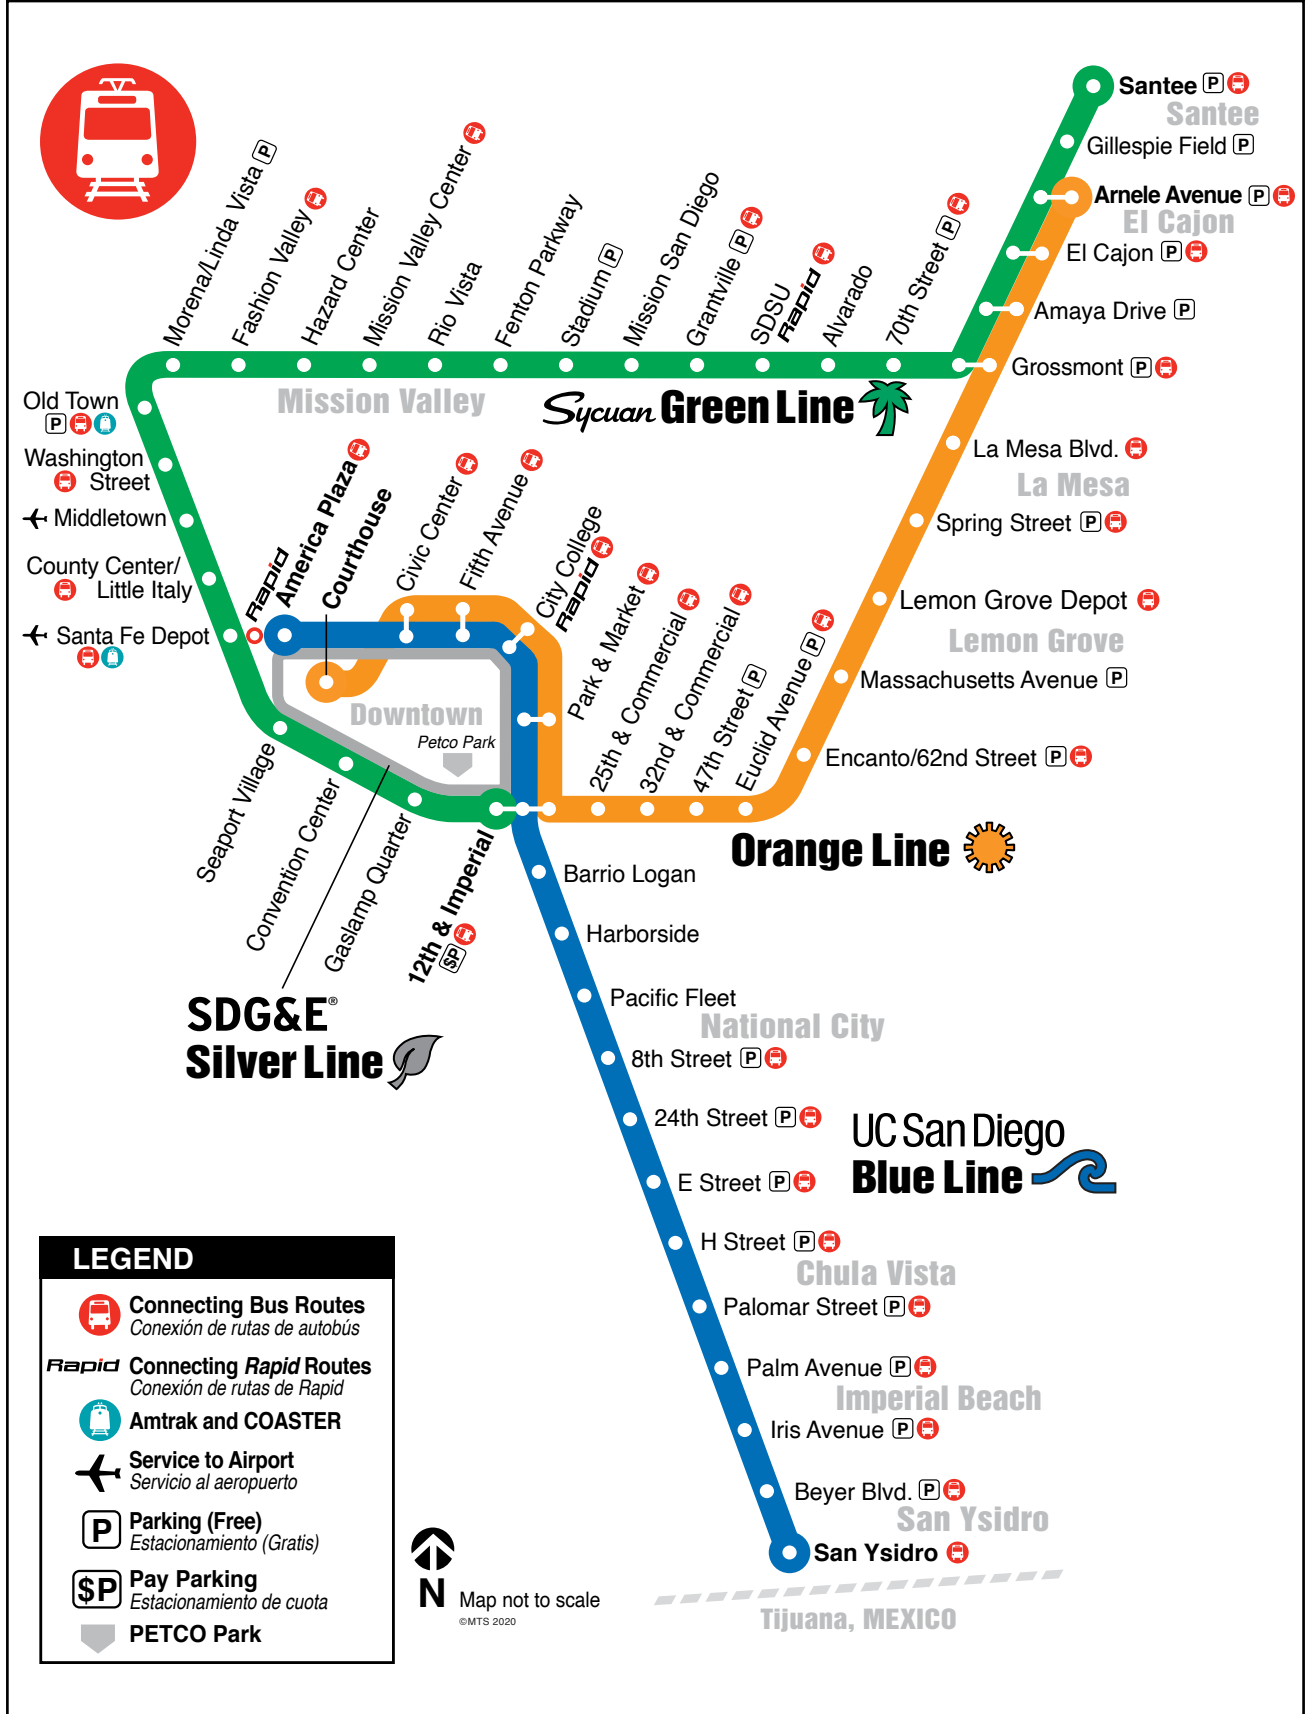 Santee P
Santee
Gillespie Field P
Arnele Avenue P
El Cajon
El Cajon P
Amaya Drive P
Grossmont P
Morena/Linda Vista P
Fashion Valley
Hazard Center
Mission Valley Center
Rio Vista
Fenton Parkway
Stadium P
Mission San Diego
Grantville P
SDSU
Rapid
Alvarado
70th Street P
Mission Valley
Sycuan Green Line
Old Town
P
Washington
Street
Middletown
County Center/
Little Italy
Santa Fe Depot
Rapid
America Plaza
Courthouse
Civic Center
Fifth Avenue
City College
Rapid
Park & Market
25th & Commercial
32nd & Commercial
47th Street P
Euclid Avenue P
La Mesa Blvd.
La Mesa
Spring Street P
Lemon Grove Depot
Lemon Grove
Massachusetts Avenue P
Encanto/62nd Street P
Downtown
Petco Park
Orange Line
Seaport Village
Convention Center
Gaslamp Quarter
12th & Imperial
$P
SDG&E®
Silver Line
Barrio Logan
Harborside
Pacific Fleet
National City
8th Street P
24th Street P
E Street P
H Street P
Chula Vista
Palomar Street P
Palm Avenue P
Imperial Beach
Iris Avenue P
Beyer Blvd. P
San Ysidro
San Ysidro
Tijuana, MEXICO
UC San Diego
Blue Line
LEGEND
Connecting Bus Routes
Conexión de rutas de autobús
Rapid Connecting Rapid Routes
Conexión de rutas de Rapid
Amtrak and COASTER
Service to Airport
Servicio al aeropuerto
P Parking (Free)
Estacionamiento (Gratis)
$P Pay Parking
Estacionamiento de cuota
PETCO Park
N Map not to scale
©MTS 2020